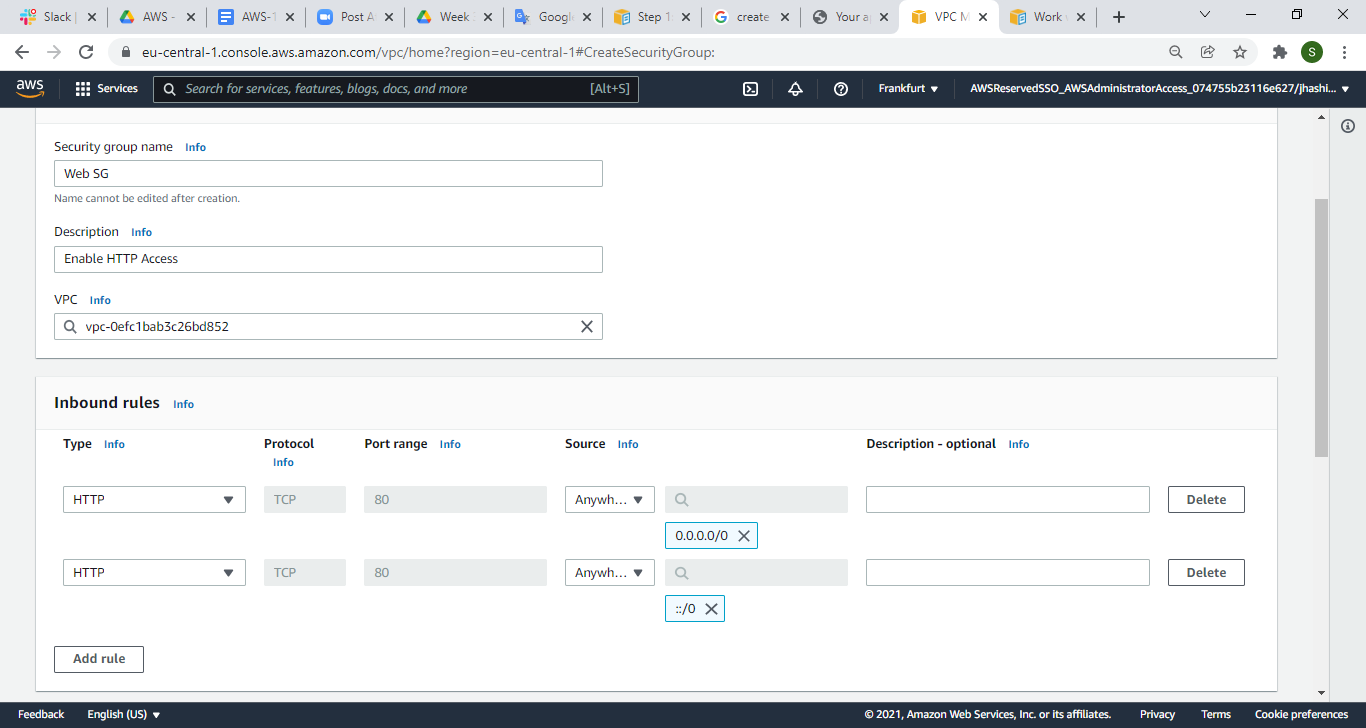 Slack |
AWS -
AWS-1
Post A
Week
Google
Step 1
create
Your a
VPC M
Work
eu-central-1.console.aws.amazon.com/vpc/home?region=eu-central-1#CreateSecurityGroup:
S
aws
Services
Search for services, features, blogs, docs, and more
[Alt+S]
Frankfurt
AWSReservedSSO_AWSAdministratorAccess_074755b23116e627/jhashi...
Security group name Info
Web SG
Name cannot be edited after creation.
Description Info
Enable HTTP Access
VPC Info
vpc-0efc1bab3c26bd852
Inbound rules Info
Type Info Protocol Info Port range Info Source Info Description - optional Info
HTTP TCP 80 Anywh... Delete
0.0.0.0/0
HTTP TCP 80 Anywh... Delete
::/0
Add rule
Feedback English (US) © 2021, Amazon Web Services, Inc. or its affiliates. Privacy Terms Cookie preferences